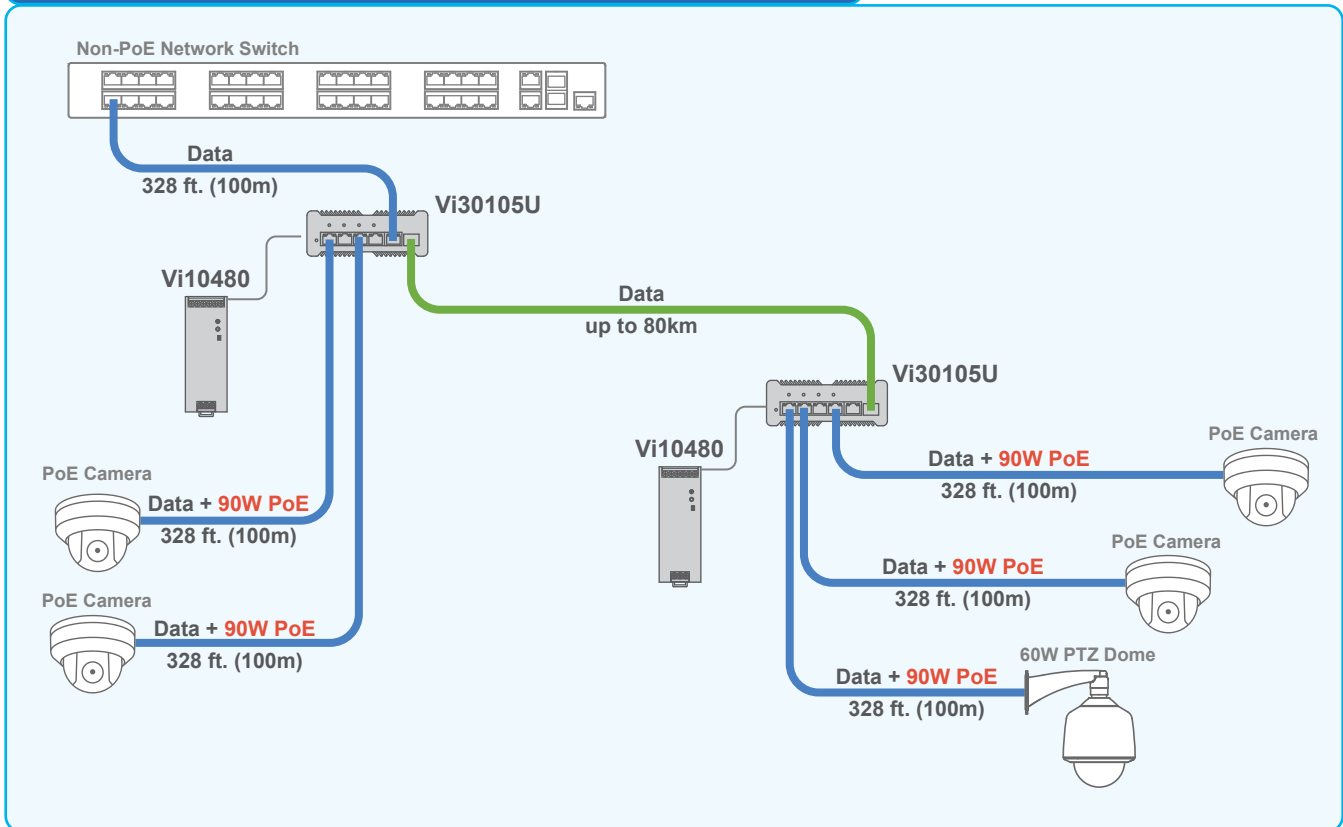 Non-PoE Network Switch
Data
328 ft. (100m)
Vi30105U
Vi10480
Data
up to 80km
Vi30105U
Vi10480
PoE Camera
Data + 90W PoE
328 ft. (100m)
PoE Camera
Data + 90W PoE
328 ft. (100m)
Data + 90W PoE
328 ft. (100m)
PoE Camera
Data + 90W PoE
328 ft. (100m)
PoE Camera
Data + 90W PoE
328 ft. (100m)
60W PTZ Dome